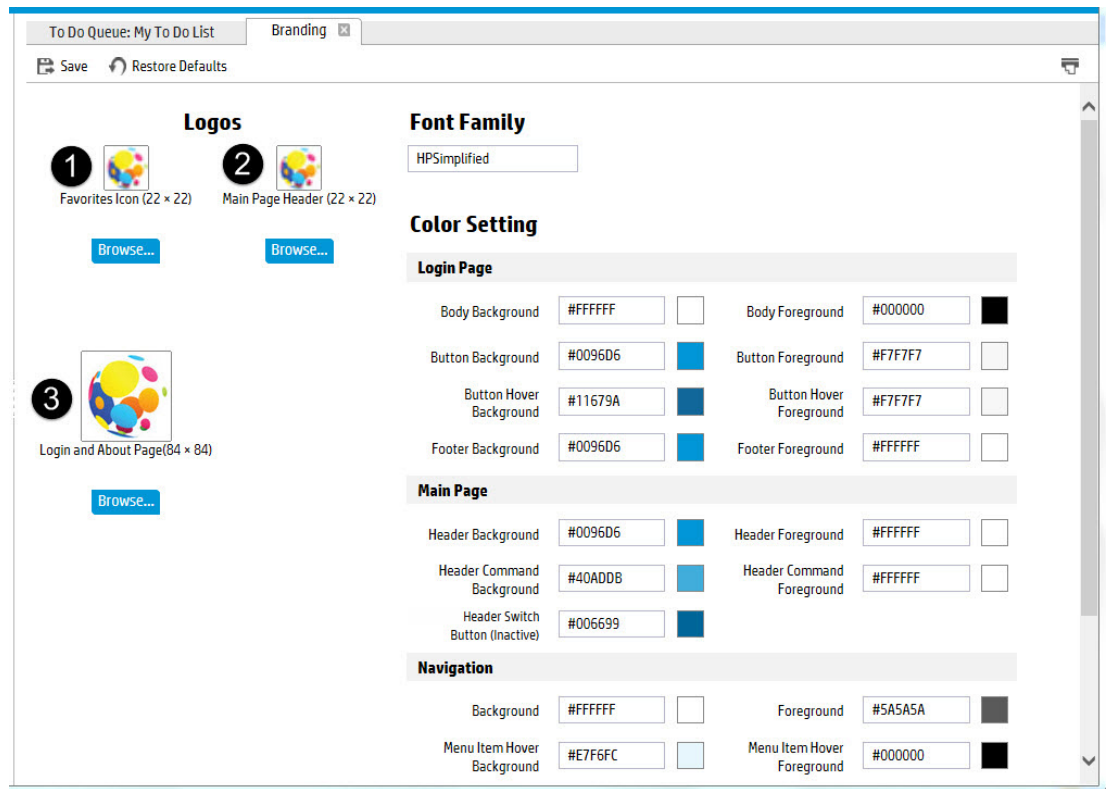 To Do Queue: My To Do List
Branding
Save
Restore Defaults
Logos
1
2
Favorites Icon (22 × 22)
Main Page Header (22 × 22)
Browse...
Browse...
3
Login and About Page(84 × 84)
Browse...
Font Family
HPSimplified
Color Setting
Login Page
Body Background #FFFFFF Body Foreground #000000
Button Background #0096D6 Button Foreground #F7F7F7
Button Hover
Background
#11679A
Button Hover
Foreground
#F7F7F7
Footer Background #0096D6 Footer Foreground #FFFFFF
Main Page
Header Background #0096D6 Header Foreground #FFFFFF
Header Command
Background
#40ADDB
Header Command
Foreground
#FFFFFF
Header Switch
Button (Inactive)
#006699
Navigation
Background #FFFFFF Foreground #5A5A5A
Menu Item Hover
Background
#E7F6FC
Menu Item Hover
Foreground
#000000